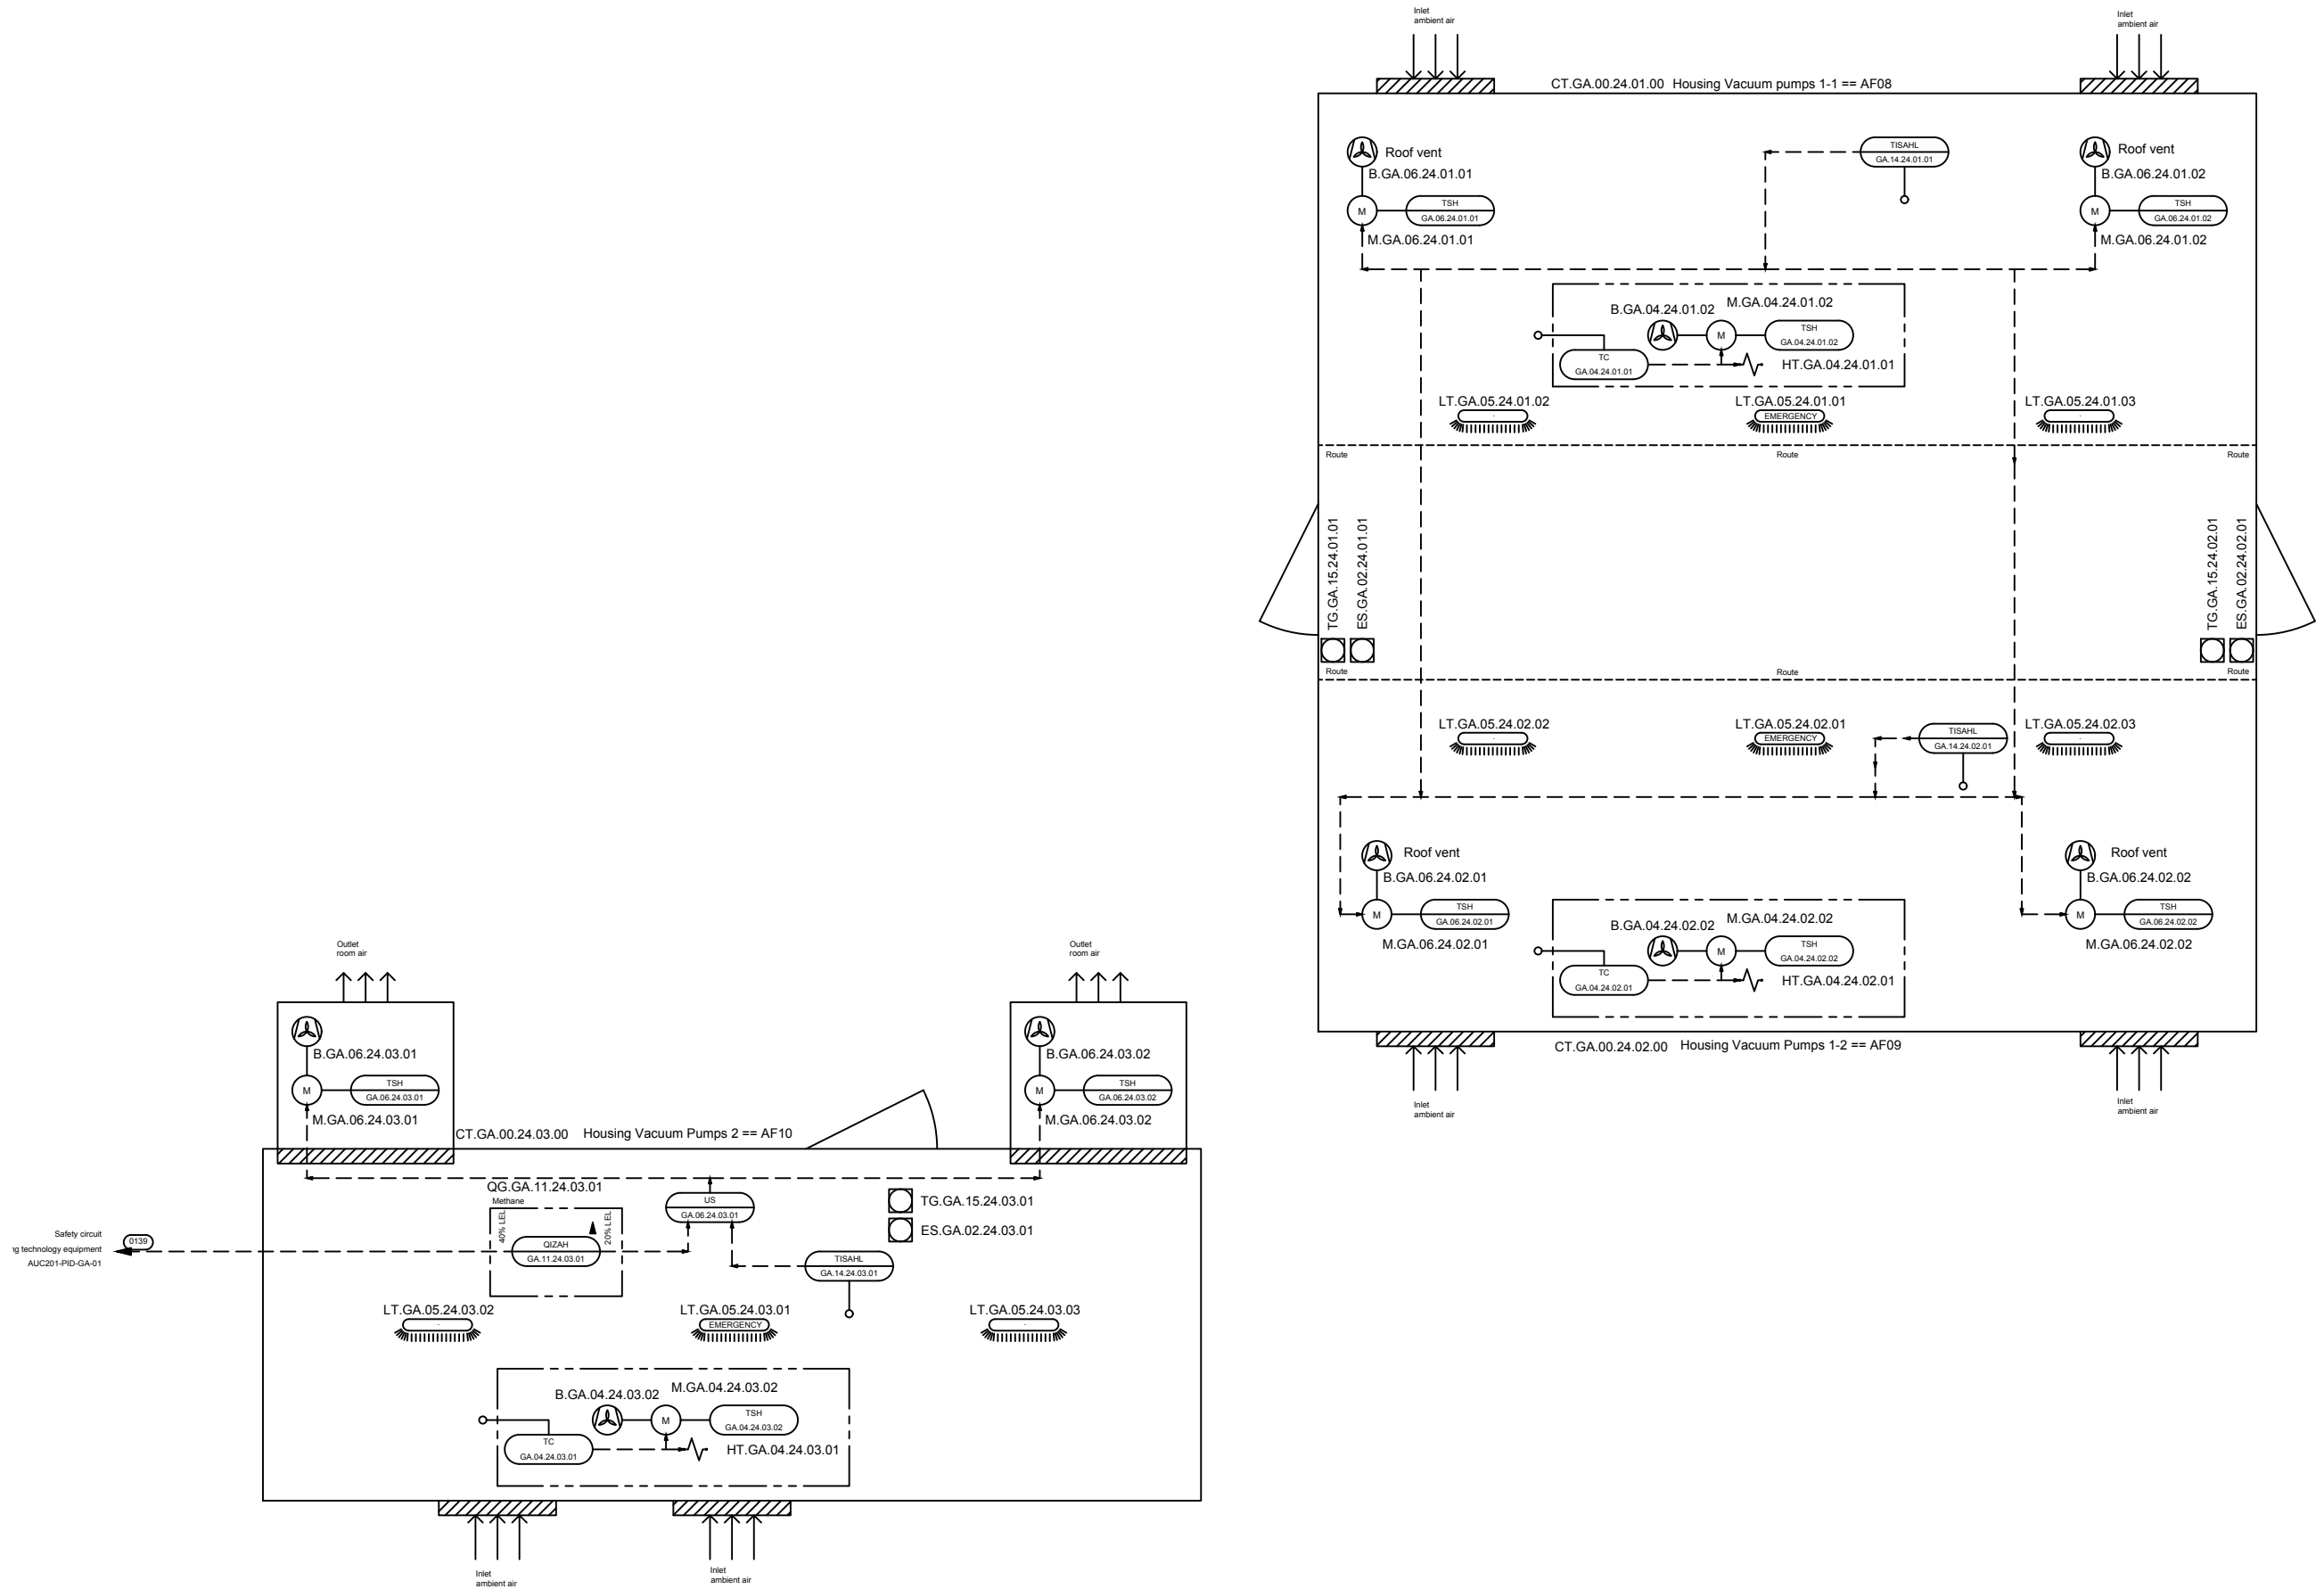 Inlet
ambient air
Inlet
ambient air
CT.GA.00.24.01.00 Housing Vacuum pumps 1-1 == AF08
Roof vent
B.GA.06.24.01.01
M
TSH
GA.06.24.01.01
M.GA.06.24.01.01
TISAHL
GA.14.24.01.01
Roof vent
B.GA.06.24.01.02
M
TSH
GA.06.24.01.02
M.GA.06.24.01.02
B.GA.04.24.01.02
M.GA.04.24.01.02
M
TSH
GA.04.24.01.02
TC
GA.04.24.01.01
HT.GA.04.24.01.01
LT.GA.05.24.01.02
LT.GA.05.24.01.01
EMERGENCY
LT.GA.05.24.01.03
Route
Route
Route
TG.GA.15.24.01.01
ES.GA.02.24.01.01
TG.GA.15.24.02.01
ES.GA.02.24.02.01
Route
Route
Route
LT.GA.05.24.02.02
LT.GA.05.24.02.01
EMERGENCY
TISAHL
GA.14.24.02.01
LT.GA.05.24.02.03
Roof vent
B.GA.06.24.02.01
M
TSH
GA.06.24.02.01
M.GA.06.24.02.01
B.GA.04.24.02.02
M.GA.04.24.02.02
M
TSH
GA.04.24.02.02
TC
GA.04.24.02.01
HT.GA.04.24.02.01
Roof vent
B.GA.06.24.02.02
M
TSH
GA.06.24.02.02
M.GA.06.24.02.02
CT.GA.00.24.02.00 Housing Vacuum Pumps 1-2 == AF09
Inlet
ambient air
Inlet
ambient air
Outlet
room air
Outlet
room air
B.GA.06.24.03.01
M
TSH
GA.06.24.03.01
M.GA.06.24.03.01
B.GA.06.24.03.02
M
TSH
GA.06.24.03.02
M.GA.06.24.03.02
CT.GA.00.24.03.00 Housing Vacuum Pumps 2 == AF10
QG.GA.11.24.03.01
Methane
40% LEL
20% LEL
QIZAH
GA.11.24.03.01
US
GA.06.24.03.01
TG.GA.15.24.03.01
ES.GA.02.24.03.01
TISAHL
GA.14.24.03.01
Safety circuit
technology equipment
AUC201-PID-GA-01
0139
LT.GA.05.24.03.02
LT.GA.05.24.03.01
EMERGENCY
LT.GA.05.24.03.03
B.GA.04.24.03.02
M.GA.04.24.03.02
M
TSH
GA.04.24.03.02
TC
GA.04.24.03.01
HT.GA.04.24.03.01
Inlet
ambient air
Inlet
ambient air